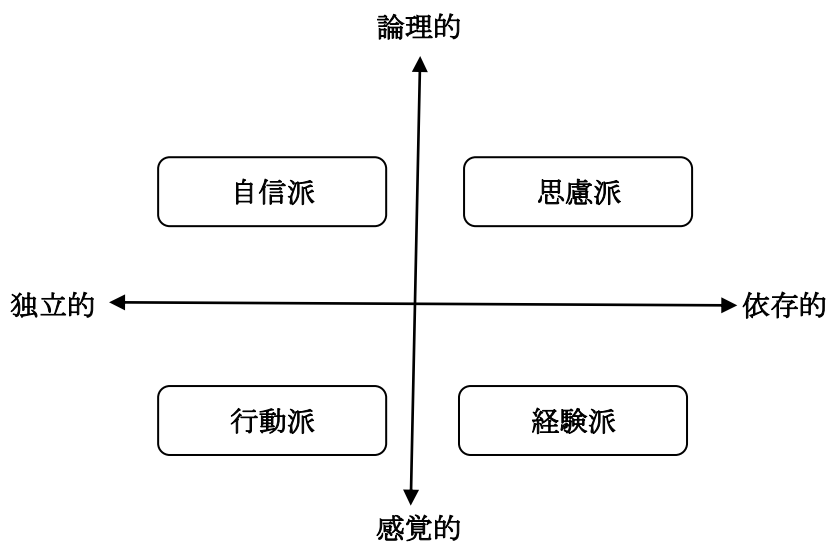 論理的
自信派
思慮派
独立的
依存的
行動派
経験派
感覚的